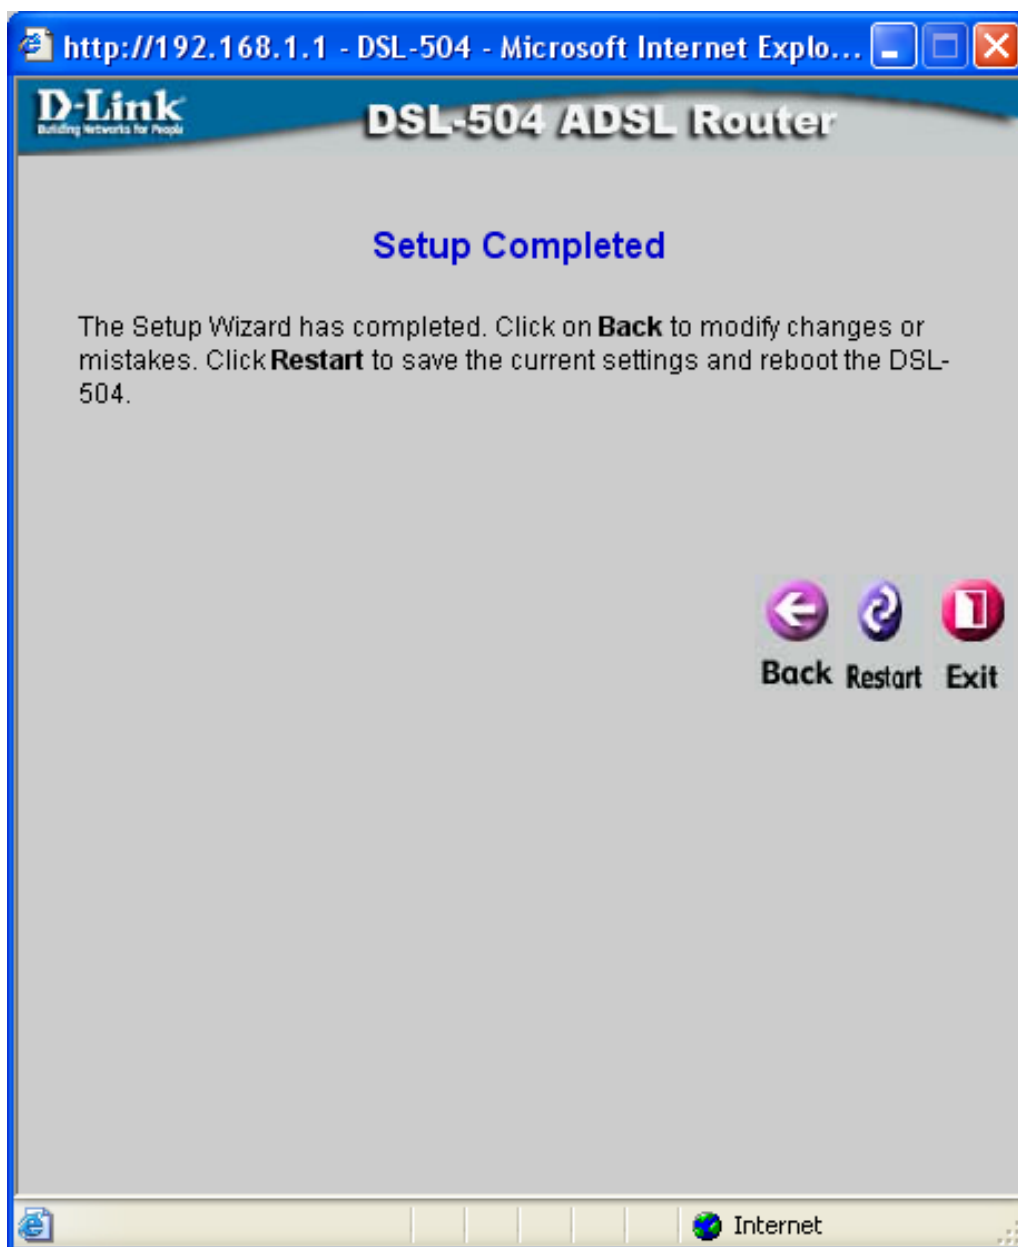 http://192.168.1.1 - DSL-504 - Microsoft Internet Explo...
D-Link
Building Networks for People
DSL-504 ADSL Router
Setup Completed
The Setup Wizard has completed. Click on Back to modify changes or
mistakes. Click Restart to save the current settings and reboot the DSL-
504.
Back Restart Exit
Internet